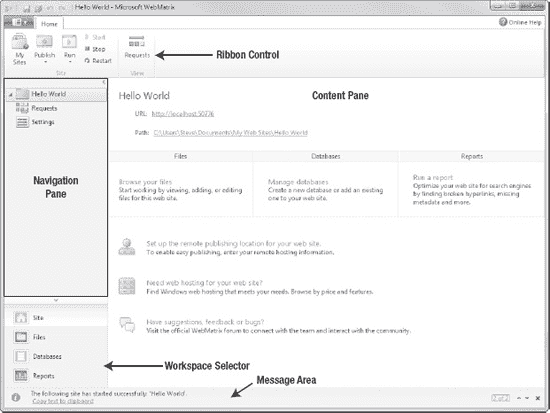 Hello World - Microsoft WebMatrix
Home
Online Help
My Sites
Publish
Run
Start
Stop
Restart
Requests
Site
View
Ribbon Control
Hello World
Requests
Settings
Navigation Pane
Hello World
Content Pane
URL: http://localhost:50776
Path: C:\Users\Steve\Documents\My Web Sites\Hello World
Files
Databases
Reports
Browse your files
Start working by viewing, adding, or editing
files for this web site.
Manage databases
Create a new database or add an existing
one to your web site.
Run a report
Optimize your web site for search engines
by finding broken hyperlinks, missing
metadata and more.
Set up the remote publishing location for your web site.
To enable easy publishing, enter your remote hosting information.
Need web hosting for your web site?
Find Windows web hosting that meets your needs. Browse by price and features.
Have suggestions, feedback or bugs?
Visit the official WebMatrix forum to connect with the team and interact with the community.
Site
Files
Databases
Reports
Workspace Selector
Message Area
The following site has started successfully 'Hello World'.
Copy text to clipboard
2 of 2